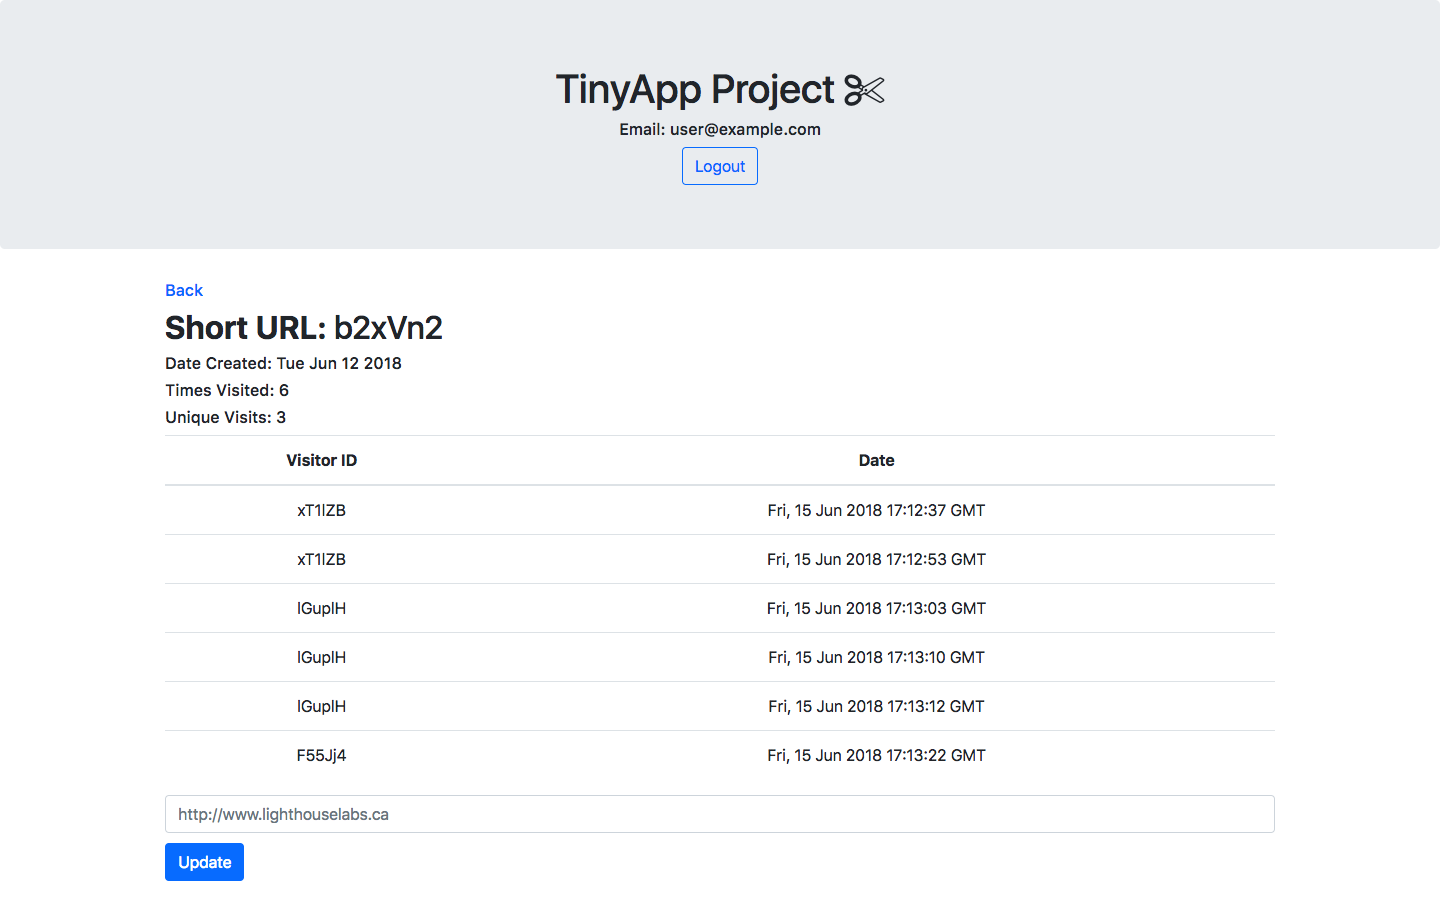 TinyApp Project ✄
Email: user@example.com
Logout
Back
Short URL: b2xVn2
Date Created: Tue Jun 12 2018
Times Visited: 6
Unique Visits: 3
Visitor ID Date
xT1lZB Fri, 15 Jun 2018 17:12:37 GMT
xT1lZB Fri, 15 Jun 2018 17:12:53 GMT
lGuplH Fri, 15 Jun 2018 17:13:03 GMT
lGuplH Fri, 15 Jun 2018 17:13:10 GMT
lGuplH Fri, 15 Jun 2018 17:13:12 GMT
F55Jj4 Fri, 15 Jun 2018 17:13:22 GMT
http://www.lighthouselabs.ca
Update